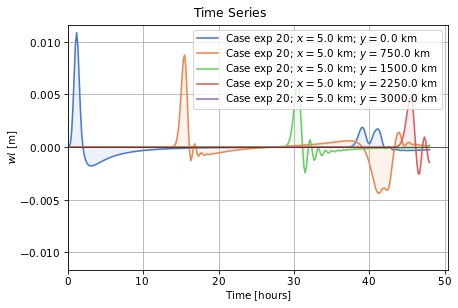 Time Series
Case exp 20; x = 5.0 km; y = 0.0 km
Case exp 20; x = 5.0 km; y = 750.0 km
Case exp 20; x = 5.0 km; y = 1500.0 km
Case exp 20; x = 5.0 km; y = 2250.0 km
Case exp 20; x = 5.0 km; y = 3000.0 km
0.010
0.005
0.000
−0.005
−0.010
w/ [m]
0
10
20
30
40
50
Time [hours]